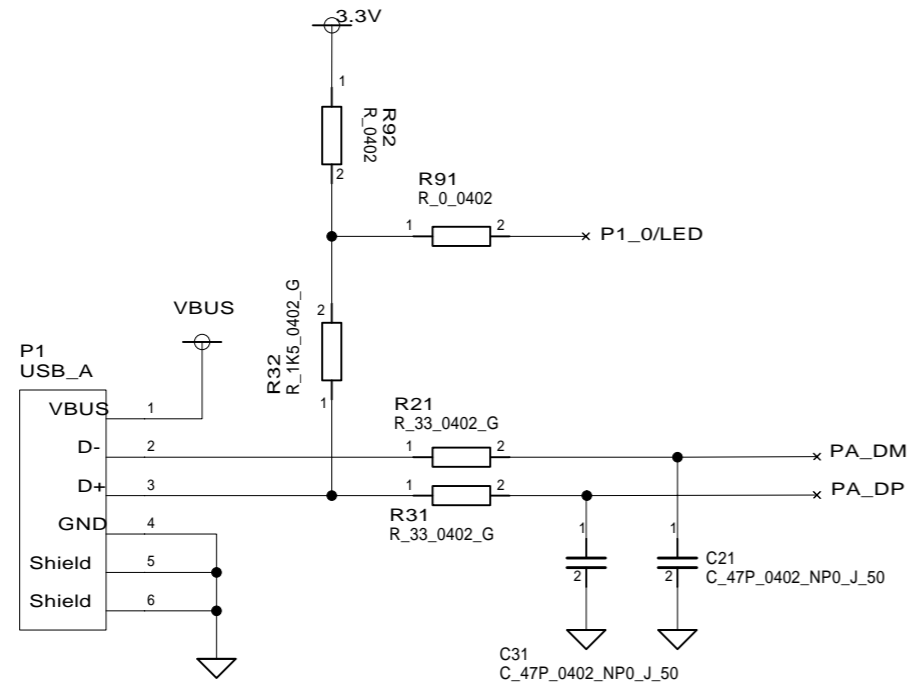 3.3V
1
R92
R_0402
2
R91
R_0_0402
1
2
P1_0/LED
VBUS
2
R32
R_1K5_0402_G
1
P1
USB_A
VBUS
1
D-
2
D+
3
GND
4
Shield
5
Shield
6
R21
R_33_0402_G
1
2
PA_DM
1
2
PA_DP
R31
R_33_0402_G
1
2
1
2
C21
C_47P_0402_NP0_J_50
C31
C_47P_0402_NP0_J_50